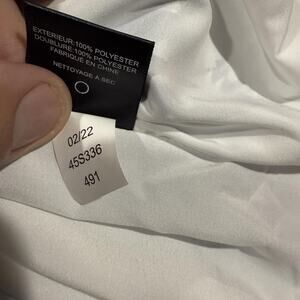 EXTERIEUR:100% POLYESTER
DOUBLURE:100% POLYESTER
FABRIQUE EN CHINE
NETTOYAGE À SEC
02/22
45S336
491